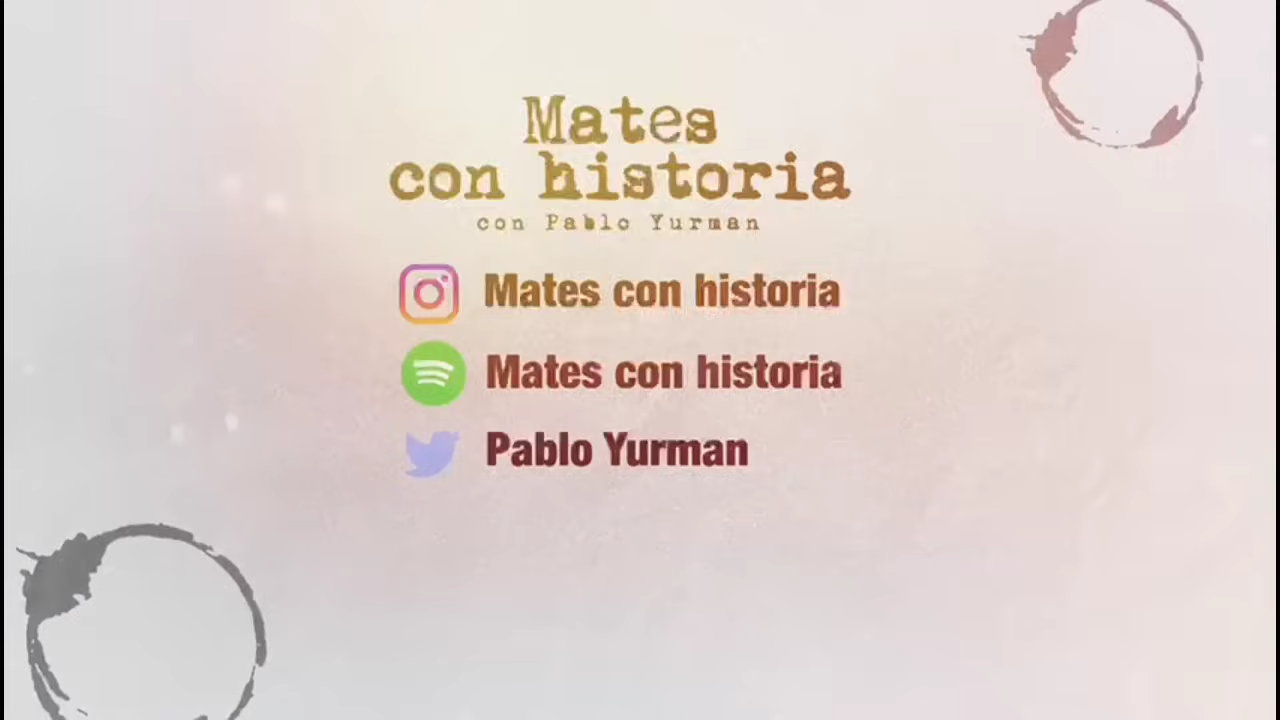 Mates
con historia
con Pablo Yurman
Mates con historia
Mates con historia
Pablo Yurman